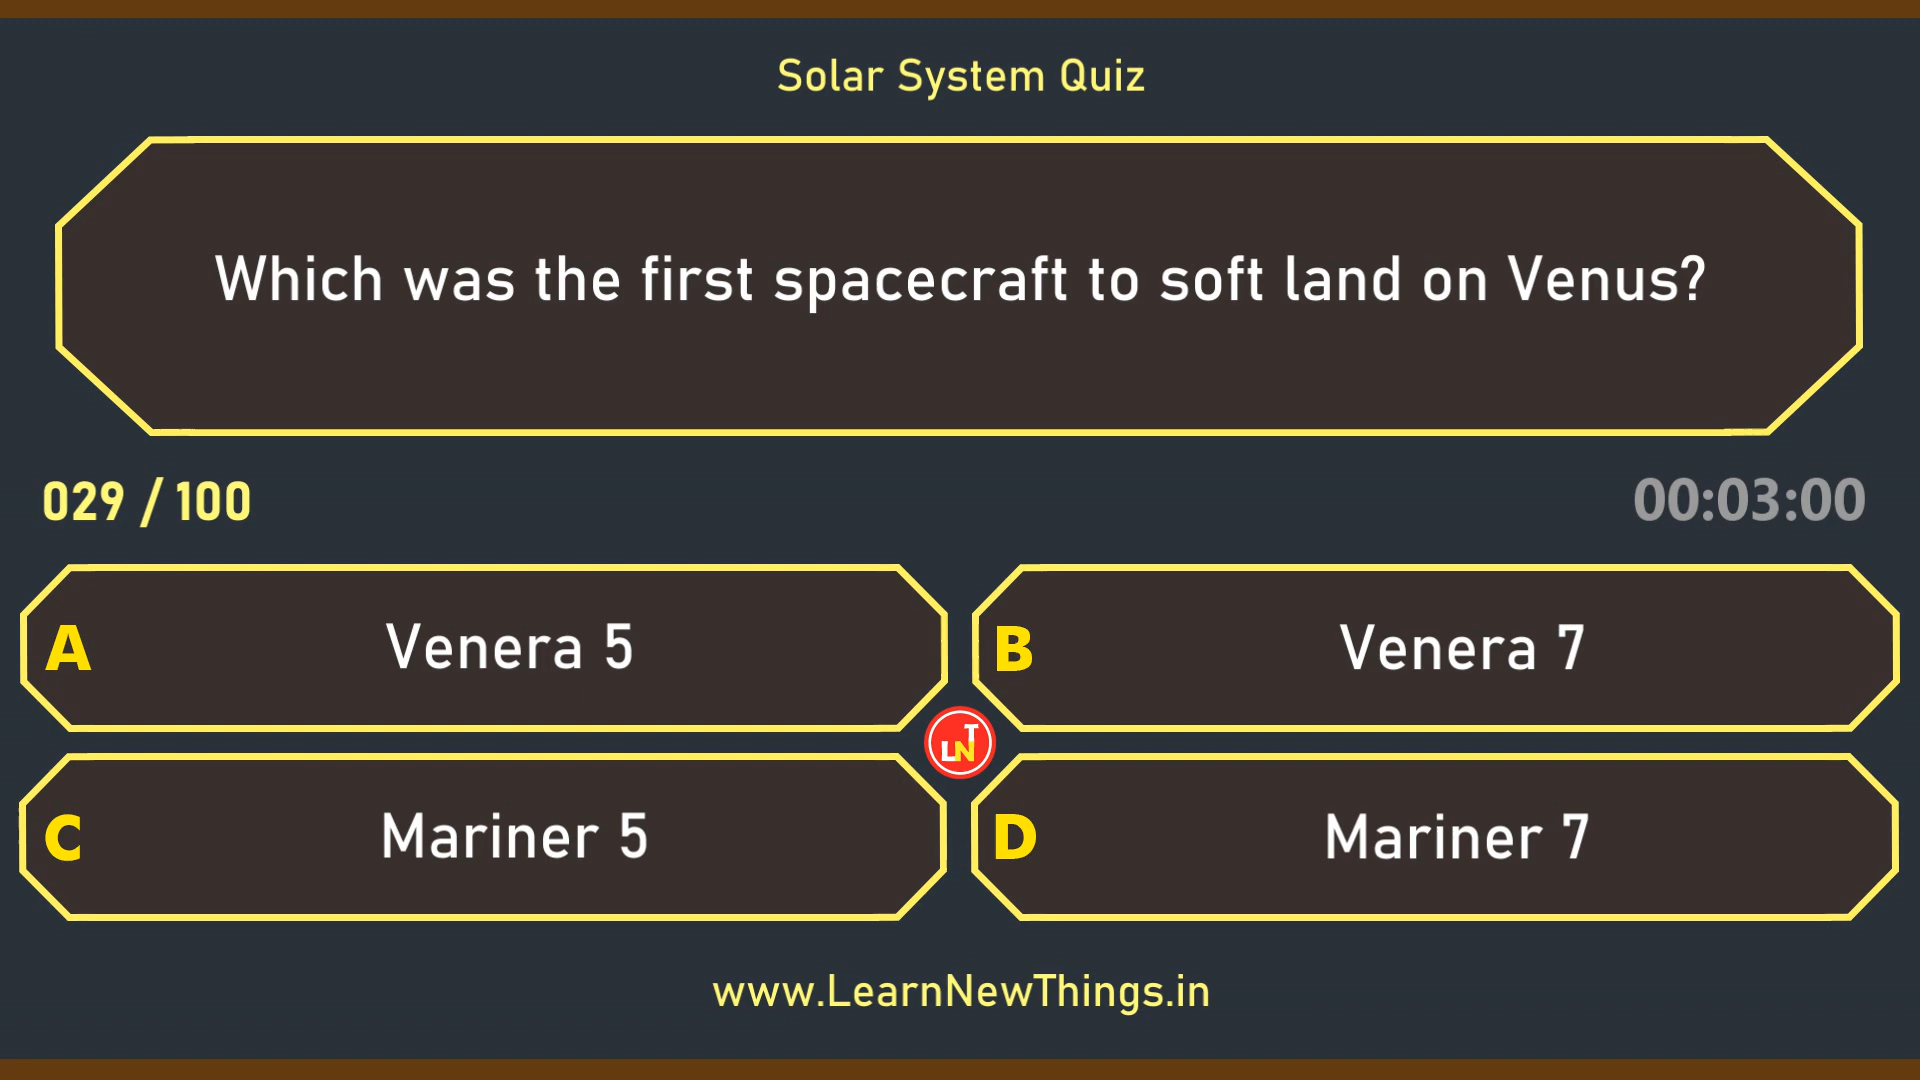 Solar System Quiz
Which was the first spacecraft to soft land on Venus?
029 / 100
00:03:00
A Venera 5
B Venera 7
LNT
C Mariner 5
D Mariner 7
www.LearnNewThings.in